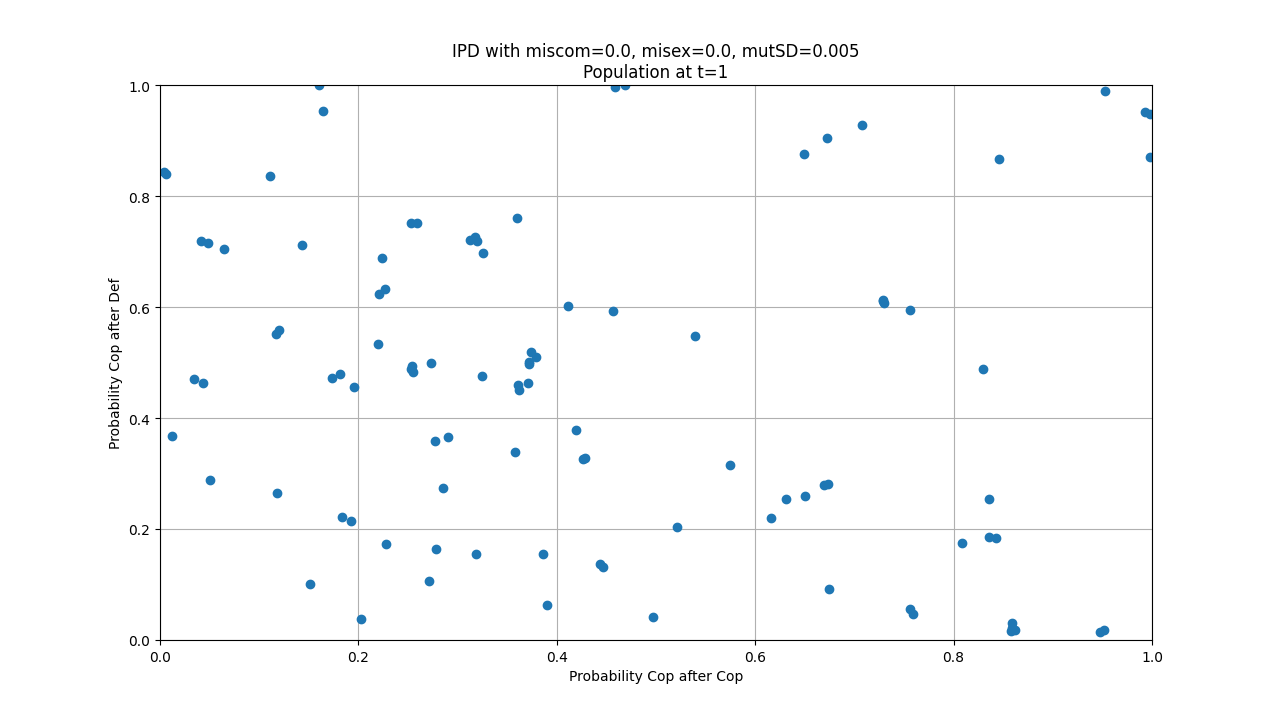 IPD with miscom=0.0, misex=0.0, mutSD=0.005
Population at t=1
1.0
0.8
0.6
0.4
0.2
0.0
Probability Cop after Def
0.0 0.2 0.4 0.6 0.8 1.0
Probability Cop after Cop